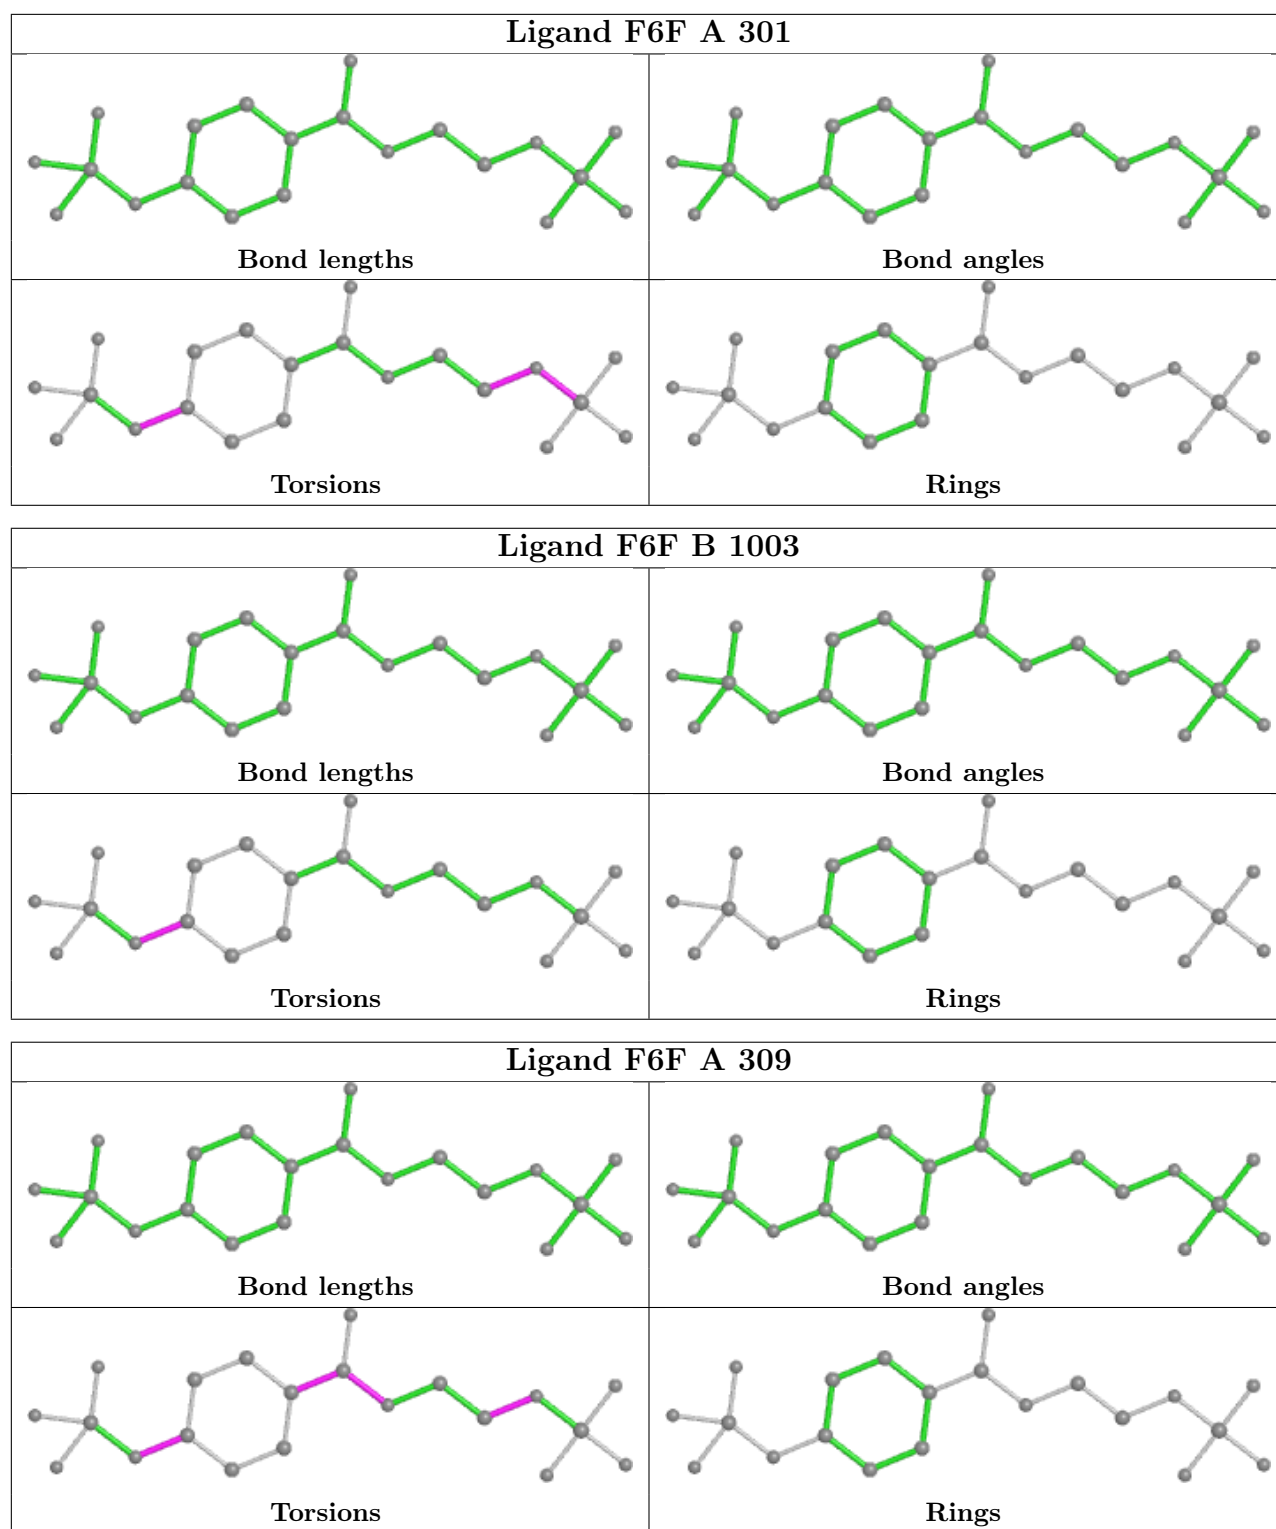 Ligand F6F A 301
Bond lengths
Bond angles
Torsions
Rings
Ligand F6F B 1003
Bond lengths
Bond angles
Torsions
Rings
Ligand F6F A 309
Bond lengths
Bond angles
Torsions
Rings